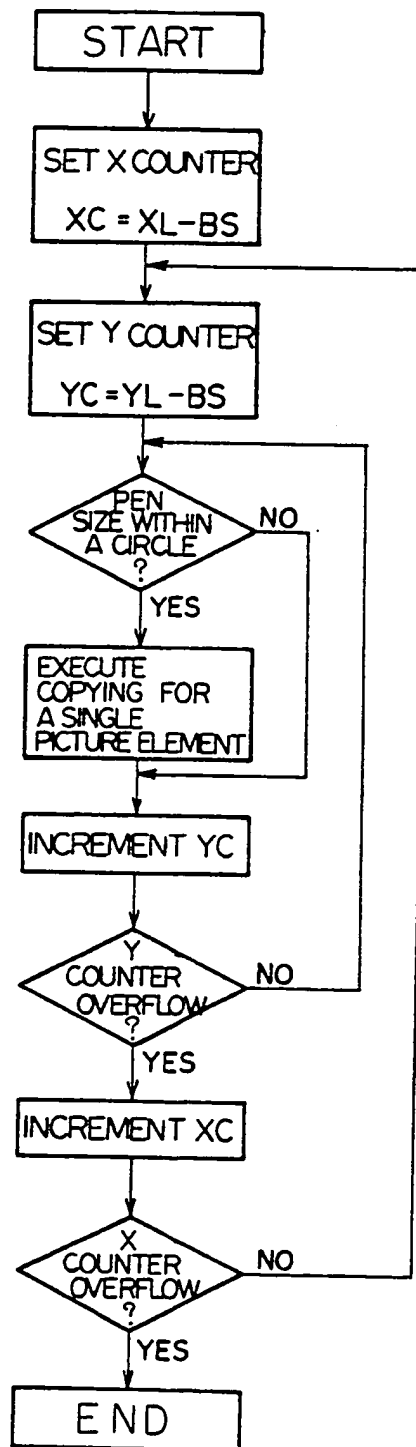 START
SET X COUNTER
XC = XL-BS
SET Y COUNTER
YC = YL-BS
PEN
SIZE WITHIN
A CIRCLE
?
NO
YES
EXECUTE
COPYING FOR
A SINGLE
PICTURE ELEMENT
INCREMENT YC
Y
COUNTER
OVERFLOW
?
NO
YES
INCREMENT XC
X
COUNTER
OVERFLOW
?
NO
YES
END